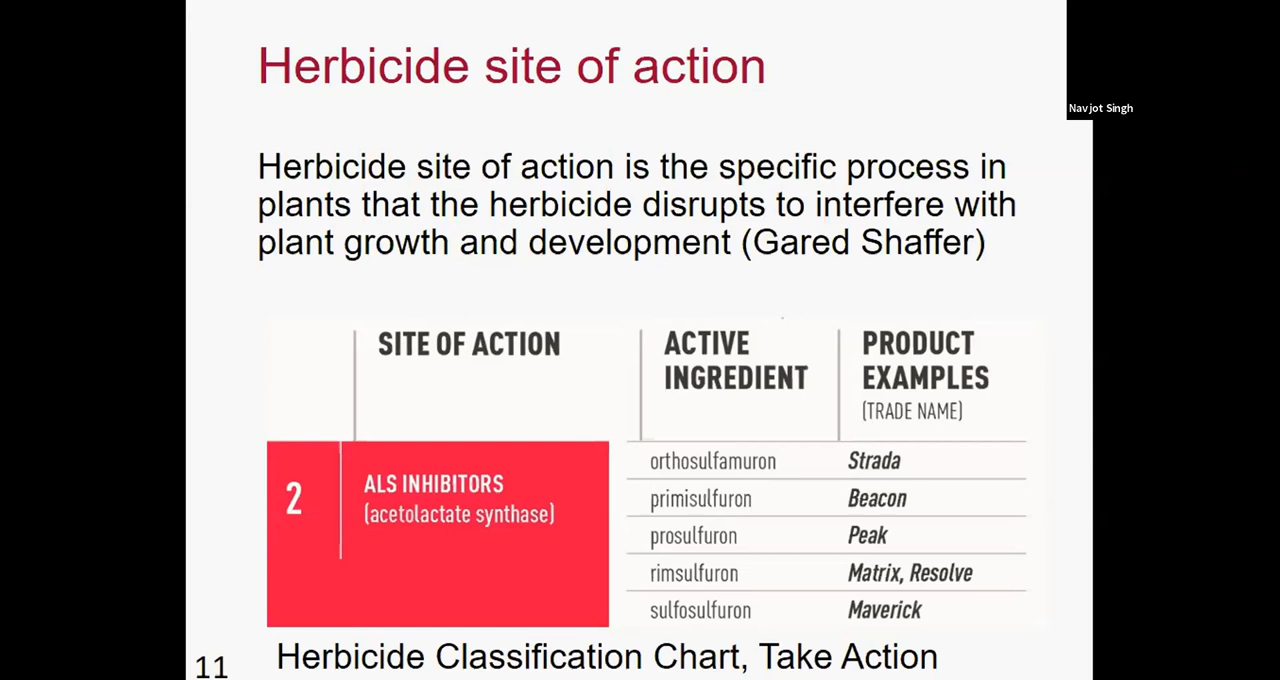 Herbicide site of action
Navjot Singh
Herbicide site of action is the specific process in
plants that the herbicide disrupts to interfere with
plant growth and development (Gared Shaffer)
SITE OF ACTION
ACTIVE
INGREDIENT
PRODUCT
EXAMPLES
(TRADE NAME)
2
ALS INHIBITORS
(acetolactate synthase)
orthosulfamuron Strada
primisulfuron Beacon
prosulfuron Peak
rimsulfuron Matrix, Resolve
sulfosulfuron Maverick
11
Herbicide Classification Chart, Take Action